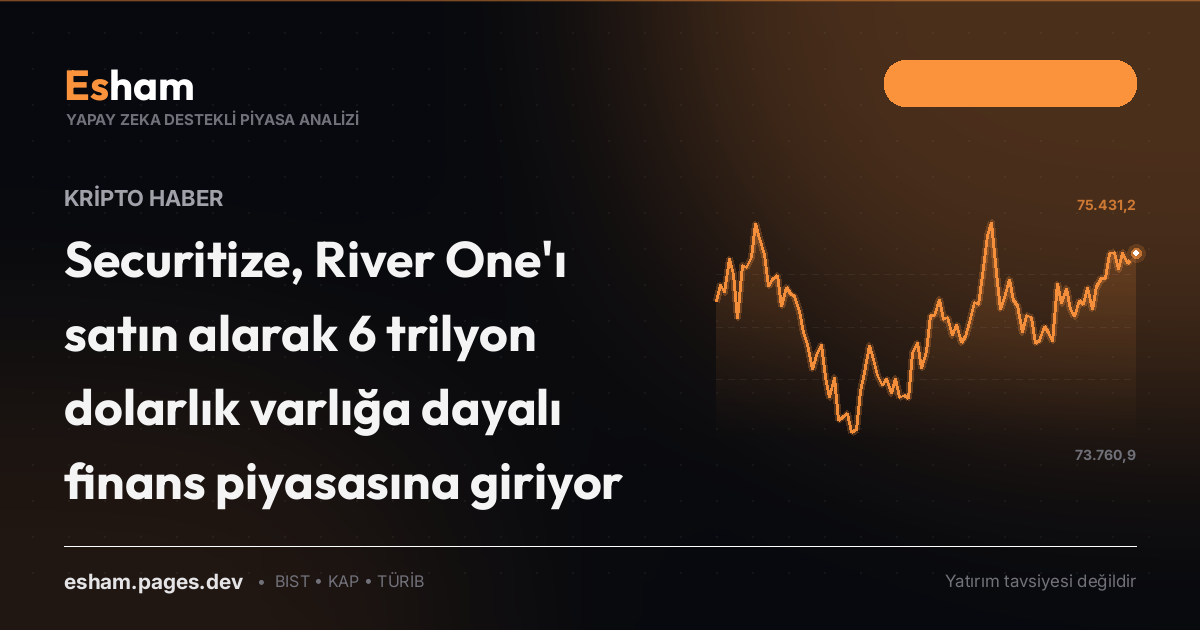 Esham
YAPAY ZEKA DESTEKLİ PİYASA ANALİZİ
KRİPTO HABER
Securitize, River One'ı
satın alarak 6 trilyon
dolarlık varlığa dayalı
finans piyasasına giriyor
75.431,2
73.760,9
esham.pages.dev • BIST • KAP • TÜRİB
Yatırım tavsiyesi değildir